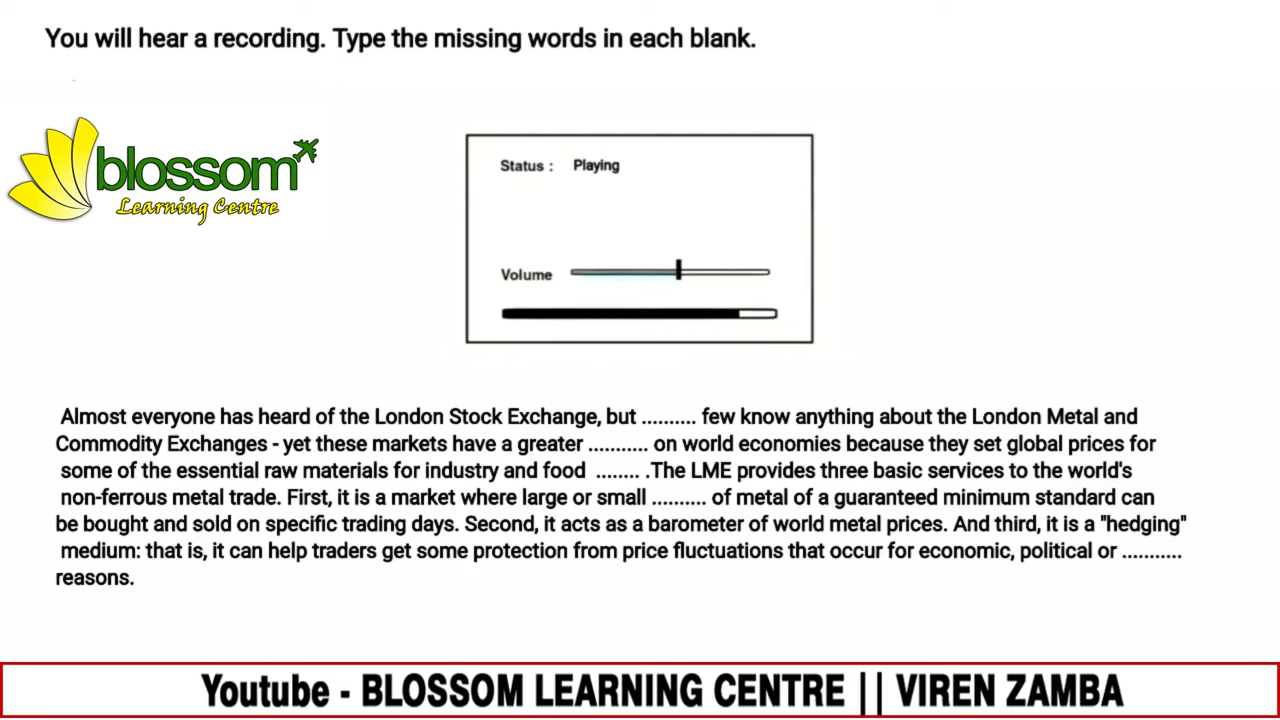 You will hear a recording. Type the missing words in each blank.
blossom
Learning Centre
Status : Playing
Volume
Almost everyone has heard of the London Stock Exchange, but .......... few know anything about the London Metal and
Commodity Exchanges - yet these markets have a greater ........... on world economies because they set global prices for
some of the essential raw materials for industry and food ........ .The LME provides three basic services to the world's
non-ferrous metal trade. First, it is a market where large or small .......... of metal of a guaranteed minimum standard can
be bought and sold on specific trading days. Second, it acts as a barometer of world metal prices. And third, it is a "hedging"
medium: that is, it can help traders get some protection from price fluctuations that occur for economic, political or ...........
reasons.
Youtube - BLOSSOM LEARNING CENTRE || VIREN ZAMBA